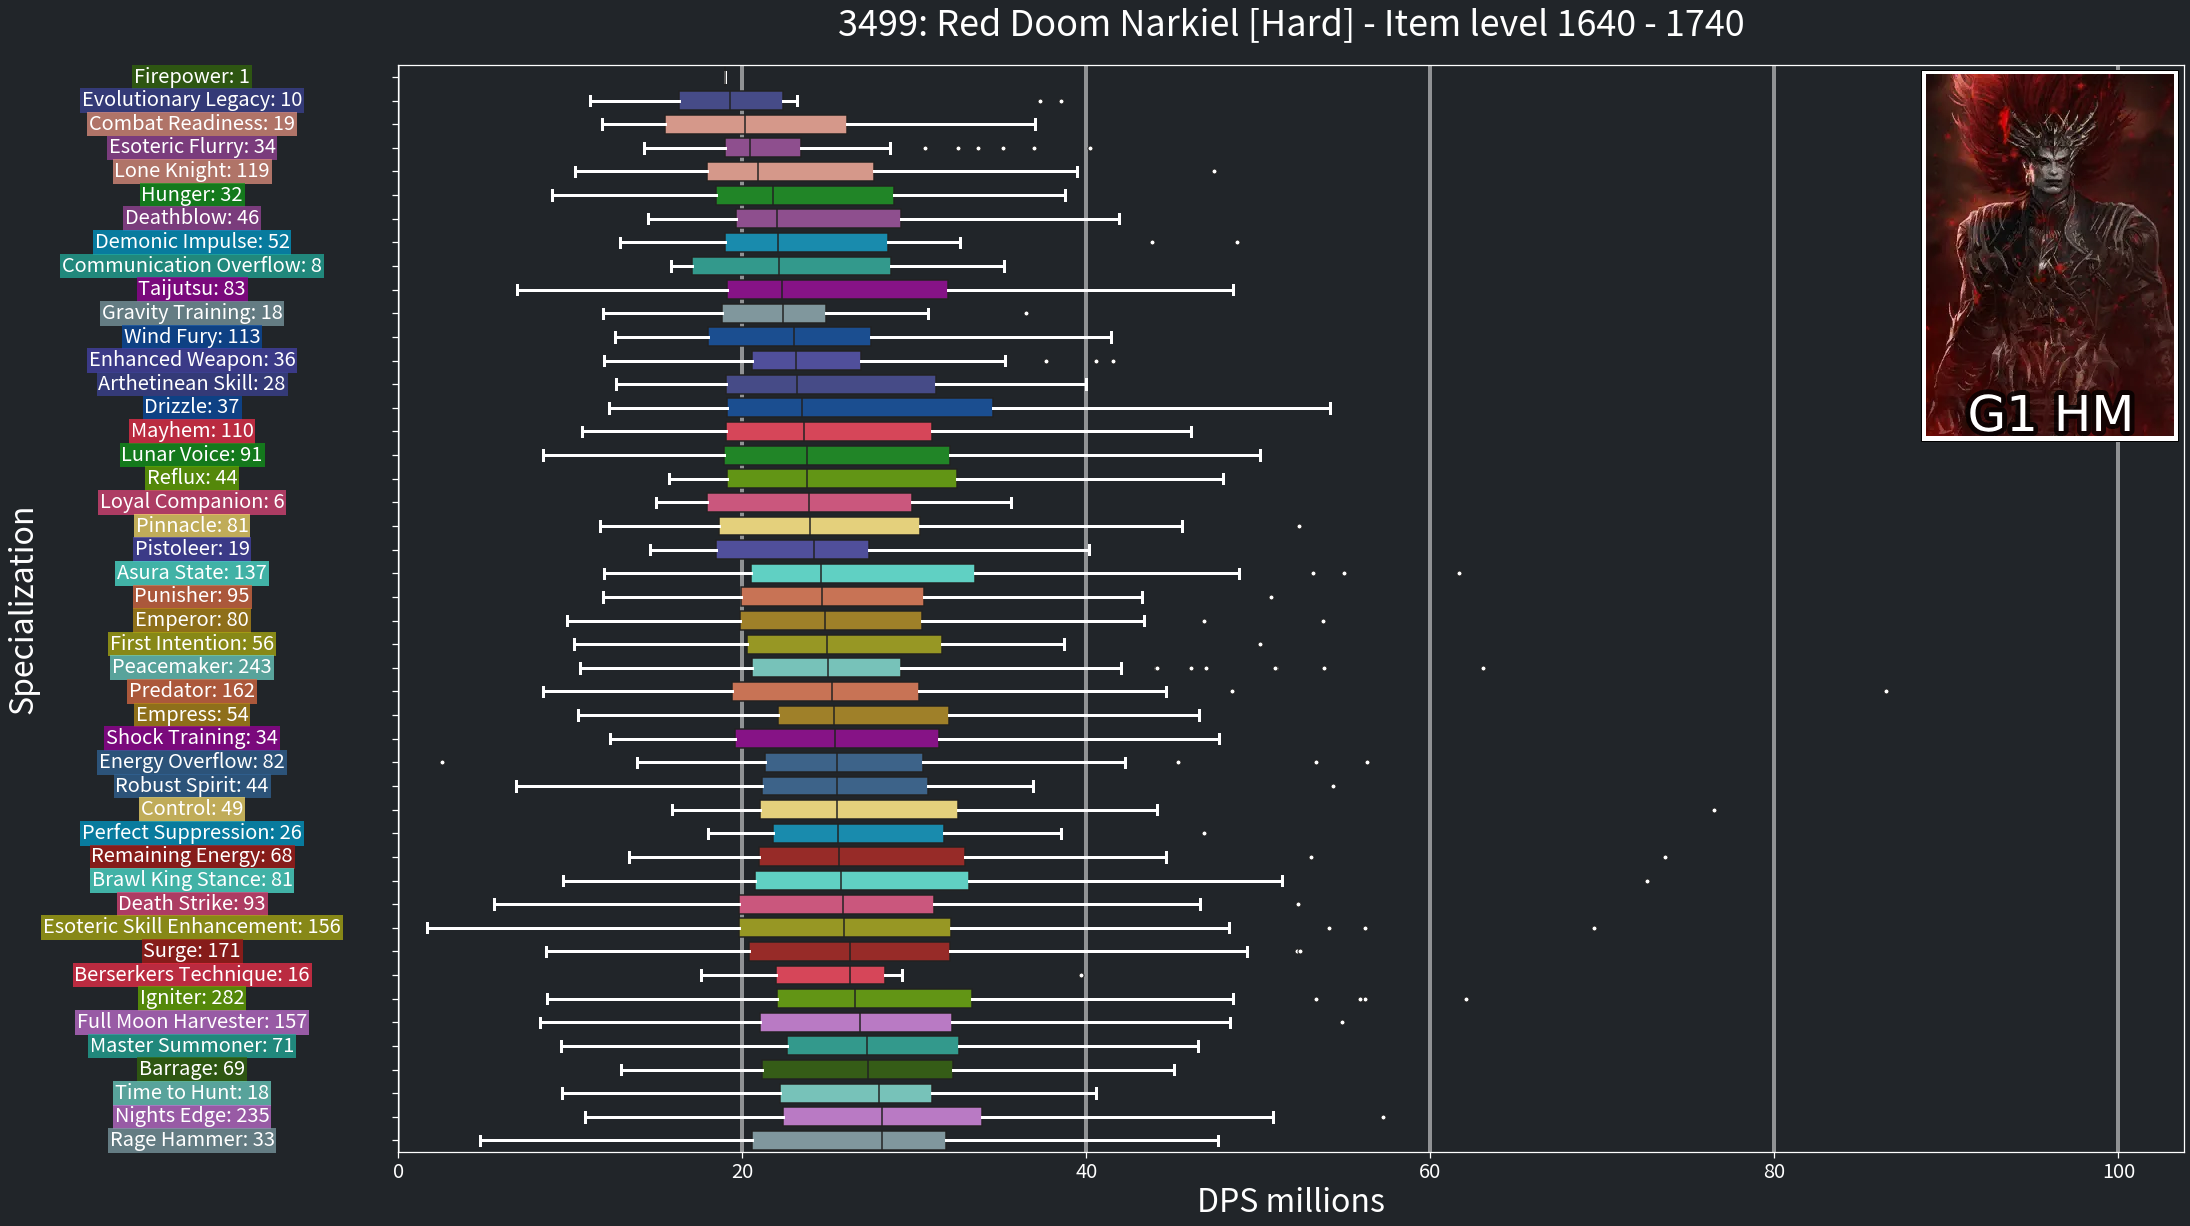 3499: Red Doom Narkiel [Hard] - Item level 1640 - 1740
Firepower: 1
Evolutionary Legacy: 10
Combat Readiness: 19
Esoteric Flurry: 34
Lone Knight: 119
Hunger: 32
Deathblow: 46
Demonic Impulse: 52
Communication Overflow: 8
Taijutsu: 83
Gravity Training: 18
Wind Fury: 113
Enhanced Weapon: 36
Arthetinean Skill: 28
Drizzle: 37
Mayhem: 110
Lunar Voice: 91
Reflux: 44
Loyal Companion: 6
Pinnacle: 81
Pistoleer: 19
Asura State: 137
Punisher: 95
Emperor: 80
First Intention: 56
Peacemaker: 243
Predator: 162
Empress: 54
Shock Training: 34
Energy Overflow: 82
Robust Spirit: 44
Control: 49
Perfect Suppression: 26
Remaining Energy: 68
Brawl King Stance: 81
Death Strike: 93
Esoteric Skill Enhancement: 156
Surge: 171
Berserkers Technique: 16
Igniter: 282
Full Moon Harvester: 157
Master Summoner: 71
Barrage: 69
Time to Hunt: 18
Nights Edge: 235
Rage Hammer: 33
Specialization
G1 HM
0 20 40 60 80 100
DPS millions